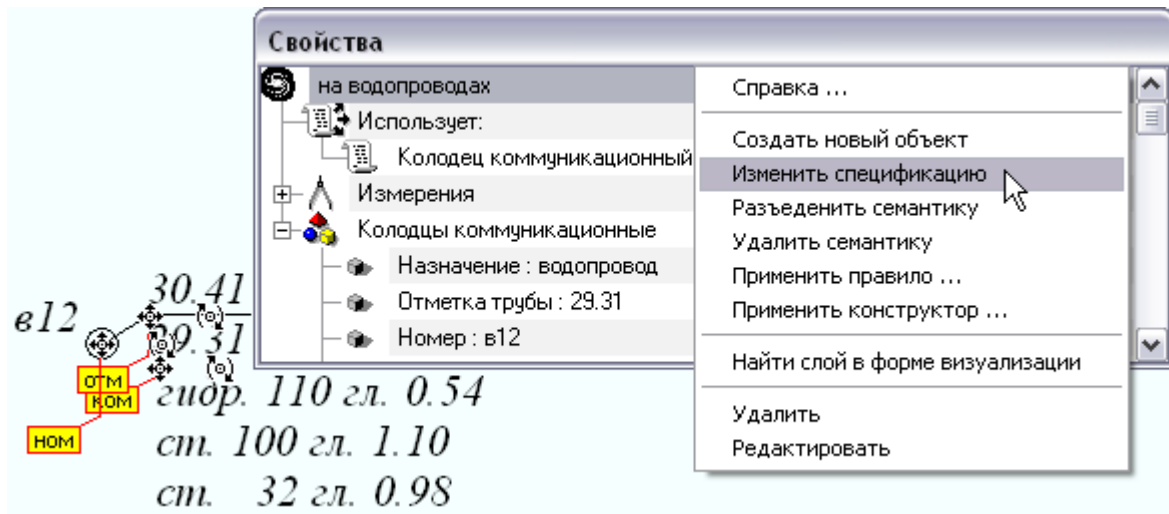 Свойства
на водопроводах
Использует:
Колодец коммуникационный
Измерения
Колодцы коммуникационные
Назначение : водопровод
Отметка трубы : 29.31
Номер : в12
Справка ...
Создать новый объект
Изменить спецификацию
Разъеденить семантику
Удалить семантику
Применить правило ...
Применить конструктор ...
Найти слой в форме визуализации
Удалить
Редактировать
в12
30.41
29.31
отм
ком
ном
гидр. 110 гл. 0.54
ст. 100 гл. 1.10
ст. 32 гл. 0.98